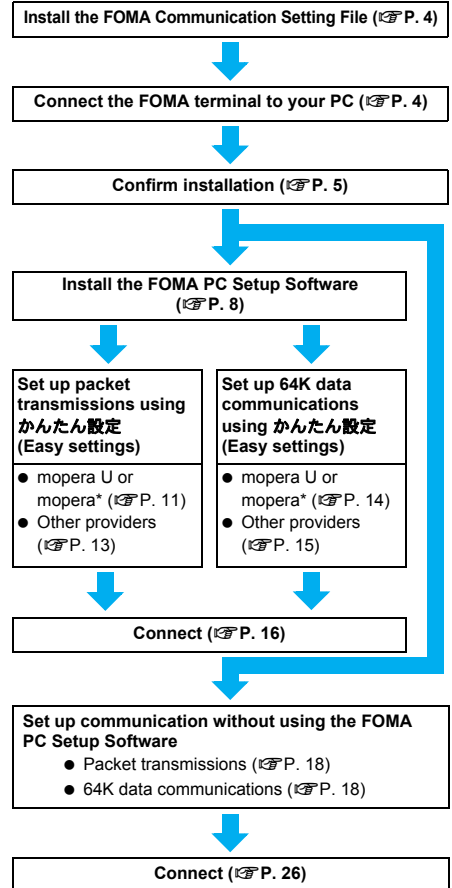 Install the FOMA Communication Setting File (☞P. 4)
Connect the FOMA terminal to your PC (☞P. 4)
Confirm installation (☞P. 5)
Install the FOMA PC Setup Software
(☞P. 8)
Set up packet
transmissions using
かんたん設定
(Easy settings)
● mopera U or
mopera* (☞P. 11)
● Other providers
(☞P. 13)
Set up 64K data
communications
using かんたん設定
(Easy settings)
● mopera U or
mopera* (☞P. 14)
● Other providers
(☞P. 15)
Connect (☞P. 16)
Set up communication without using the FOMA
PC Setup Software
● Packet transmissions (☞P. 18)
● 64K data communications (☞P. 18)
Connect (☞P. 26)